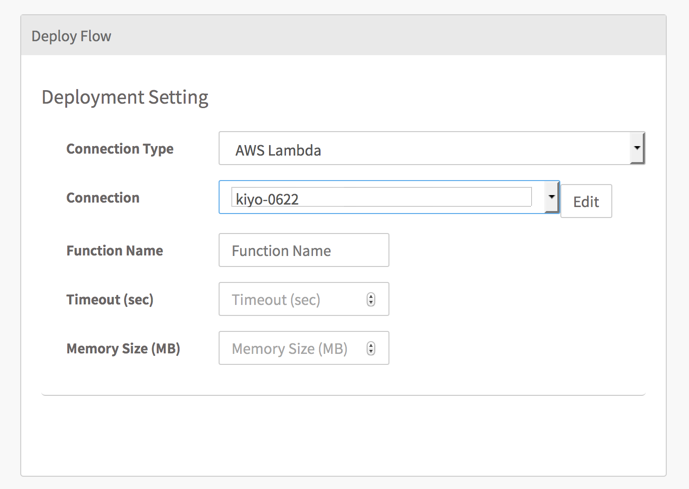 Deploy Flow
Deployment Setting
Connection Type AWS Lambda
Connection kiyo-0622 Edit
Function Name Function Name
Timeout (sec) Timeout (sec)
Memory Size (MB) Memory Size (MB)